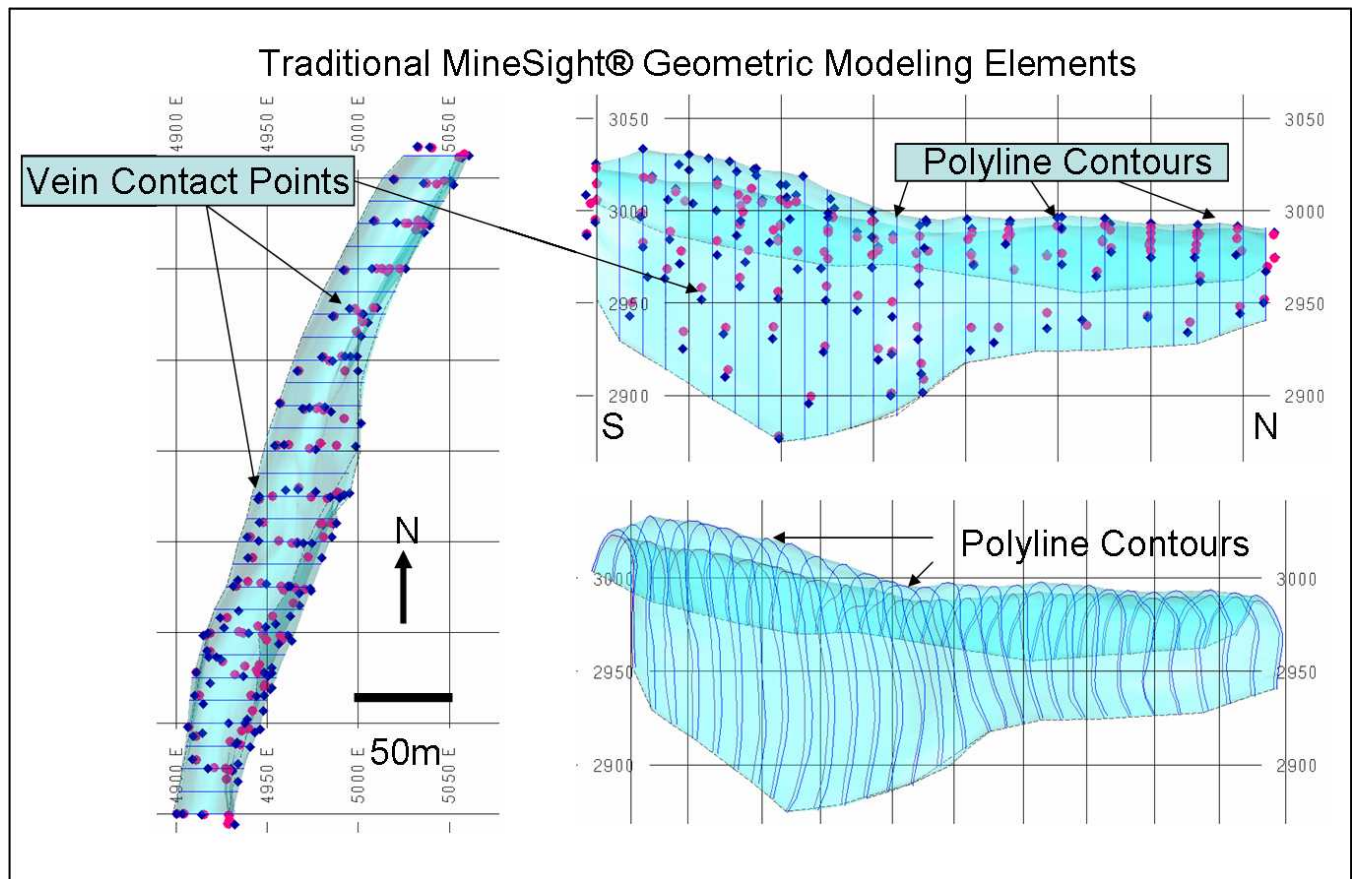 Traditional MineSight® Geometric Modeling Elements
4900 E
4950 E
5000 E
5050 E
Vein Contact Points
N
50m
4900 E
4950 E
5000 E
5050 E
3050
3050
Polyline Contours
3000
3000
2950
2950
2900
2900
S
N
Polyline Contours
3000
3000
2950
2950
2900
2900